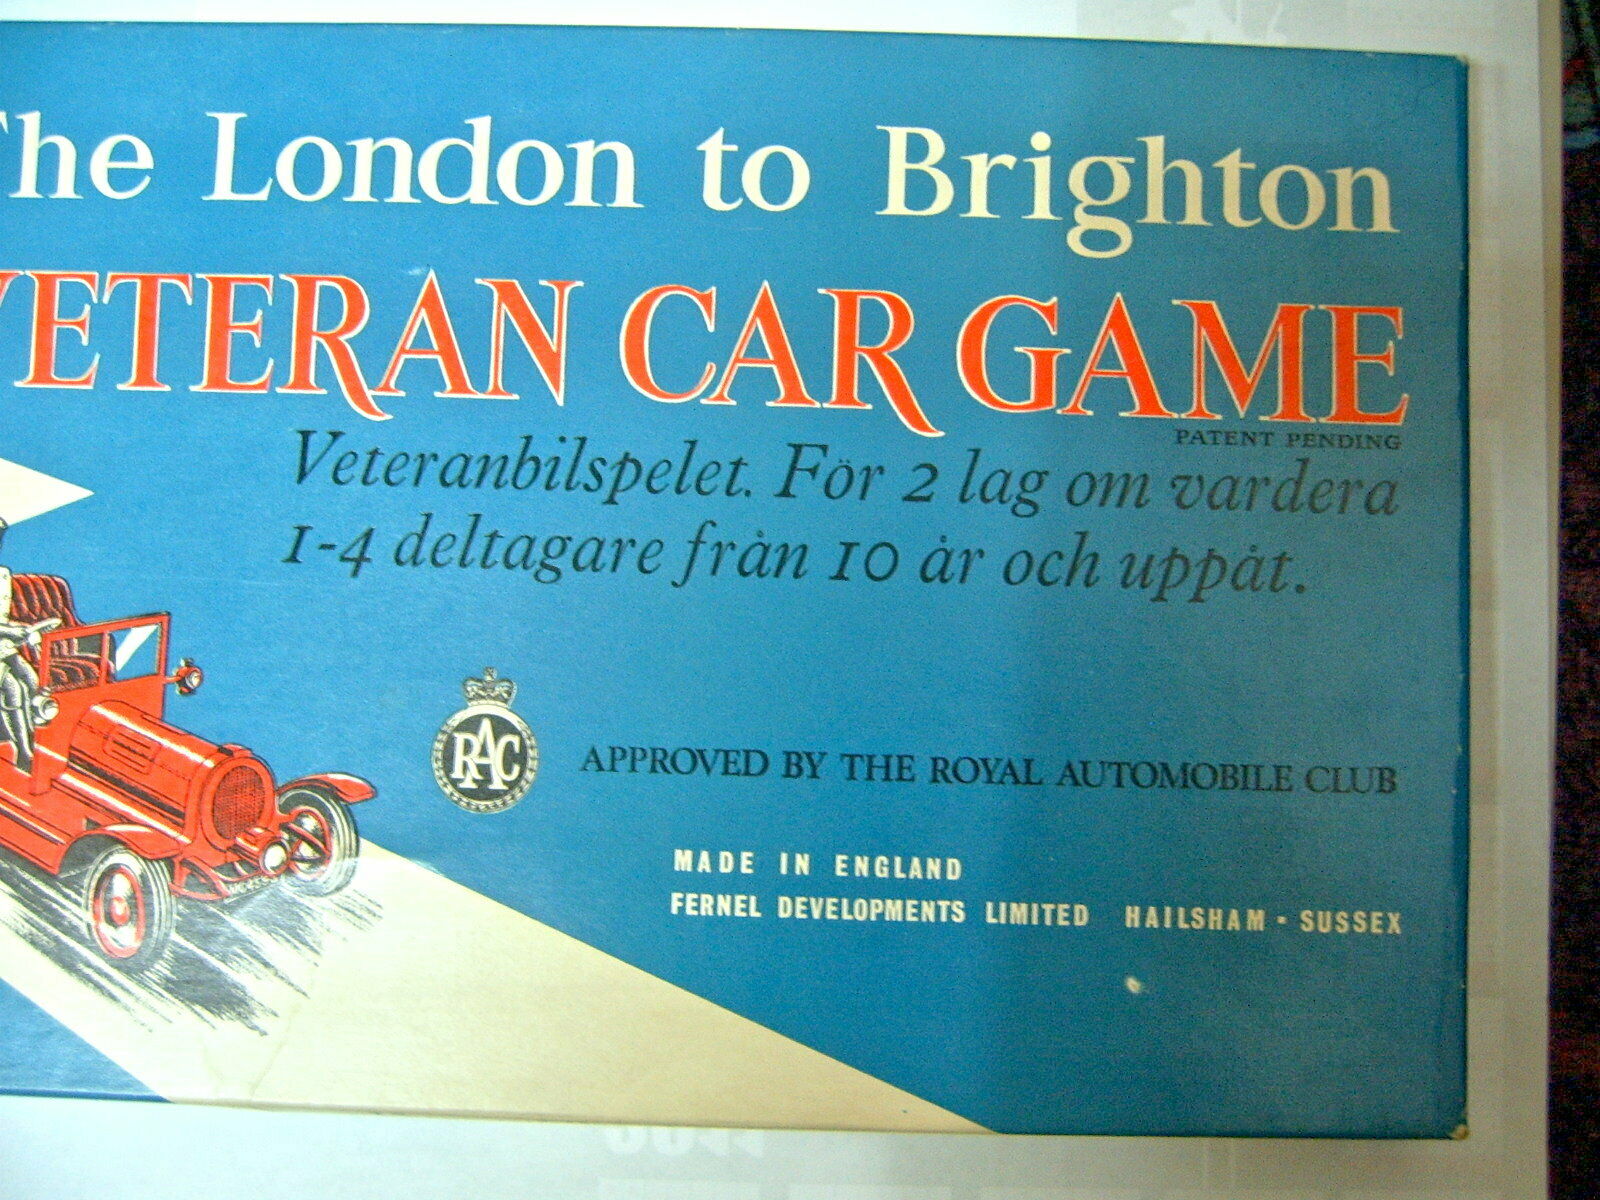 The London to Brighton
VETERAN CAR GAME
PATENT PENDING
Veteranbilspelet. För 2 lag om vardera
1-4 deltagare från 10 år och uppåt.
RAC
APPROVED BY THE ROYAL AUTOMOBILE CLUB
MADE IN ENGLAND
FERNEL DEVELOPMENTS LIMITED HAILSHAM · SUSSEX